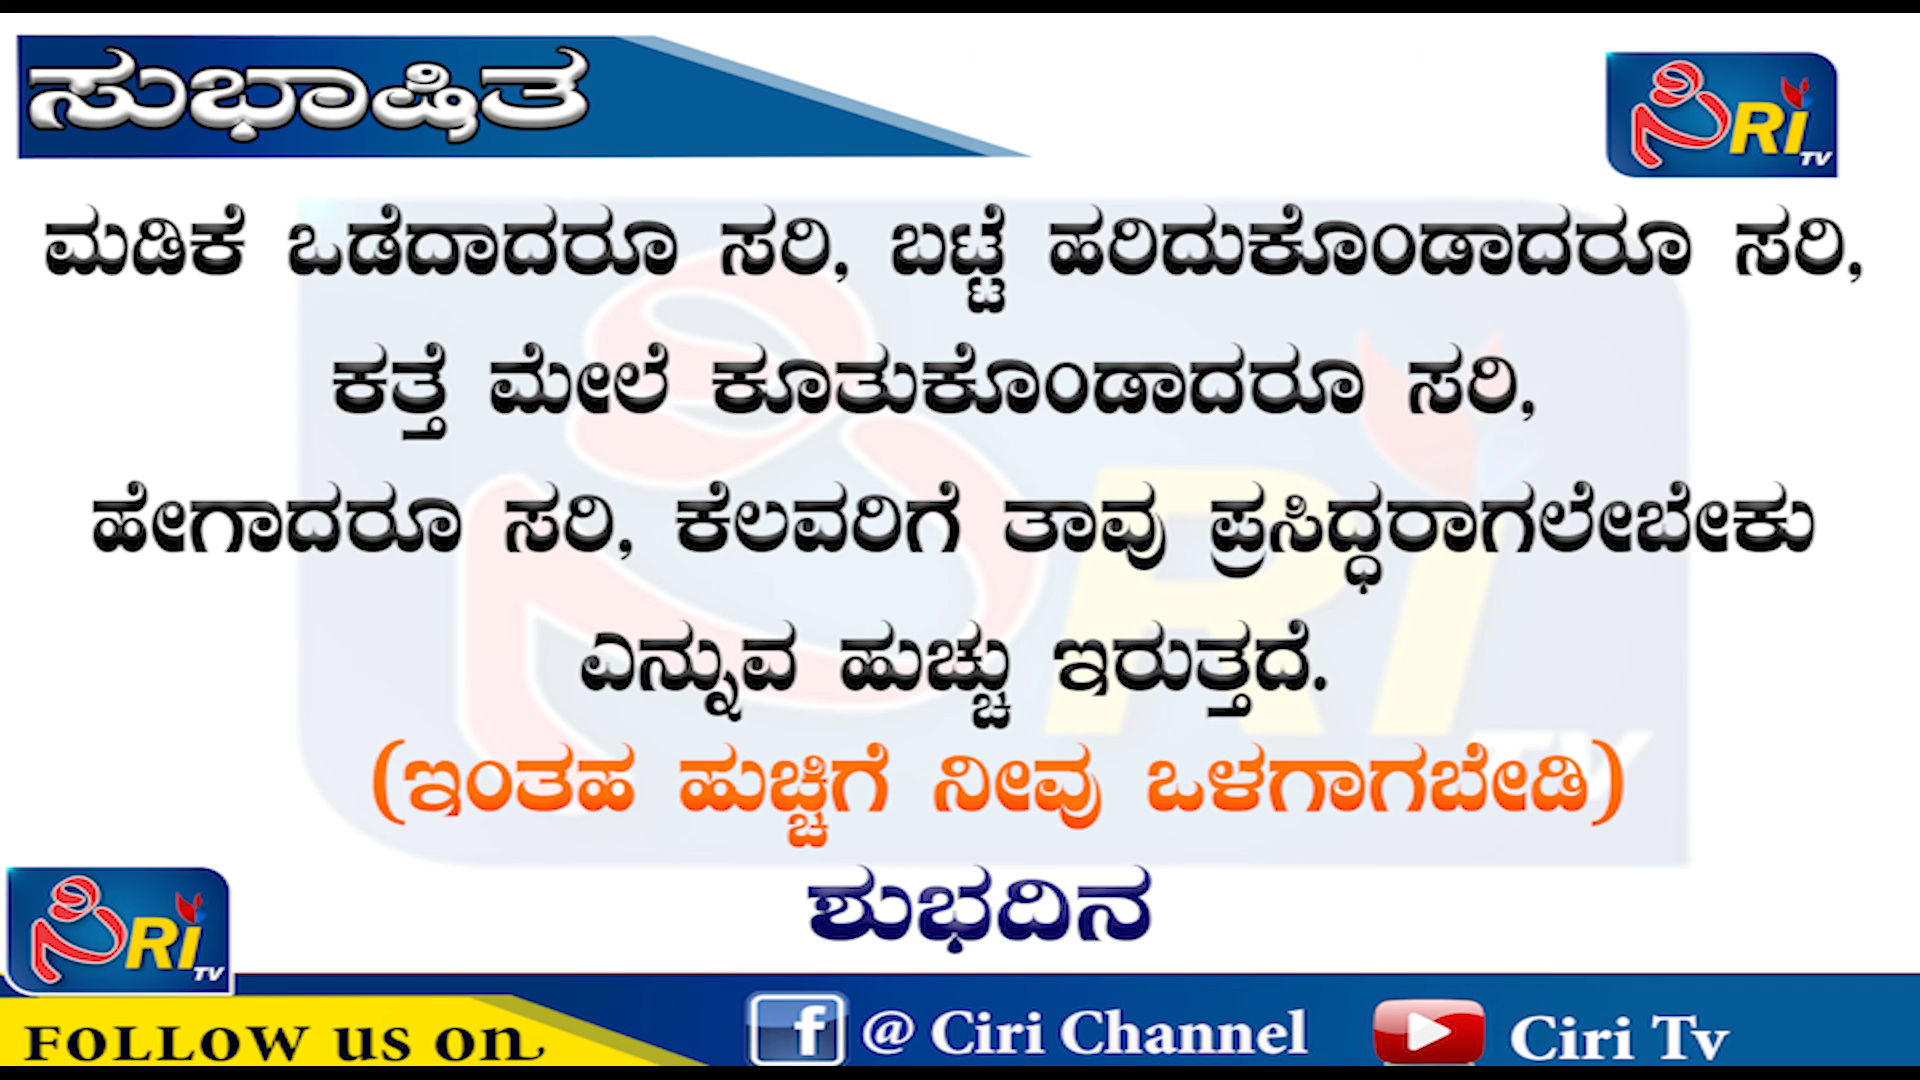 ಸುಭಾಷಿತ
ಸಿRi TV
ಮಡಿಕೆ ಒಡೆದಾದರೂ ಸರಿ, ಬಟ್ಟೆ ಹರಿದುಕೊಂಡಾದರೂ ಸರಿ,
ಕತ್ತೆ ಮೇಲೆ ಕೂತುಕೊಂಡಾದರೂ ಸರಿ,
ಹೇಗಾದರೂ ಸರಿ, ಕೆಲವರಿಗೆ ತಾವು ಪ್ರಸಿದ್ಧರಾಗಲೇಬೇಕು
ಎನ್ನುವ ಹುಚ್ಚು ಇರುತ್ತದೆ.
(ಇಂತಹ ಹುಚ್ಚಿಗೆ ನೀವು ಒಳಗಾಗಬೇಡಿ)
ಶುಭದಿನ
ಸಿRi TV
FOLLOW us on
f @ Ciri Channel
Ciri Tv